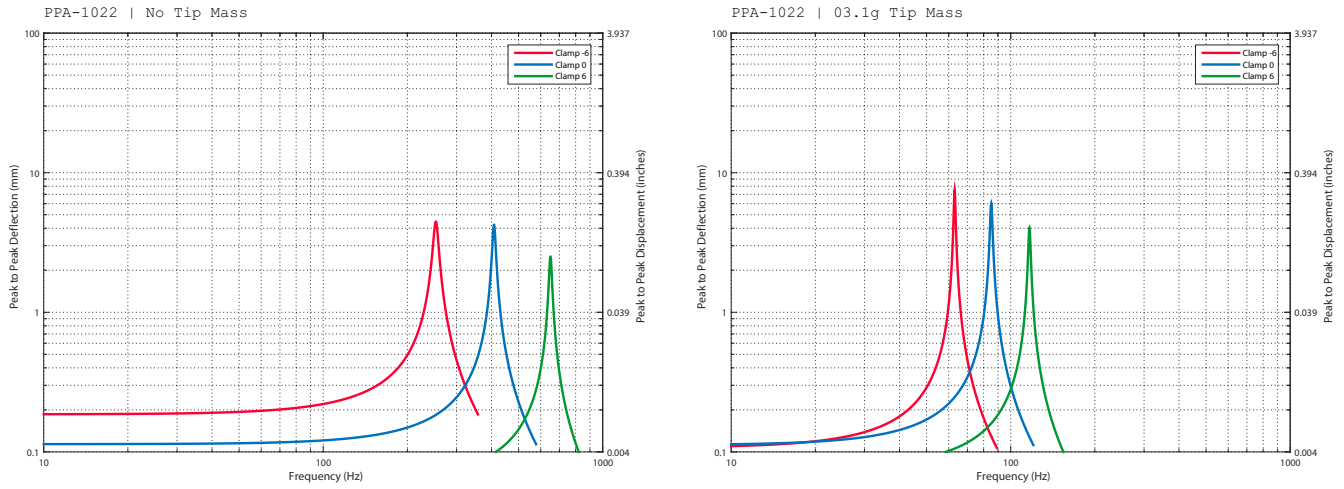 PPA-1022 | No Tip Mass
100
10
1
0.1
3.937
0.394
0.039
0.004
Clamp -6
Clamp 0
Clamp 6
Peak to Peak Deflection (mm)
Peak to Peak Displacement (inches)
10
100
1000
Frequency (Hz)
PPA-1022 | 03.1g Tip Mass
100
10
1
0.1
3.937
0.394
0.039
0.004
Clamp -6
Clamp 0
Clamp 6
Peak to Peak Deflection (mm)
Peak to Peak Displacement (inches)
10
100
1000
Frequency (Hz)